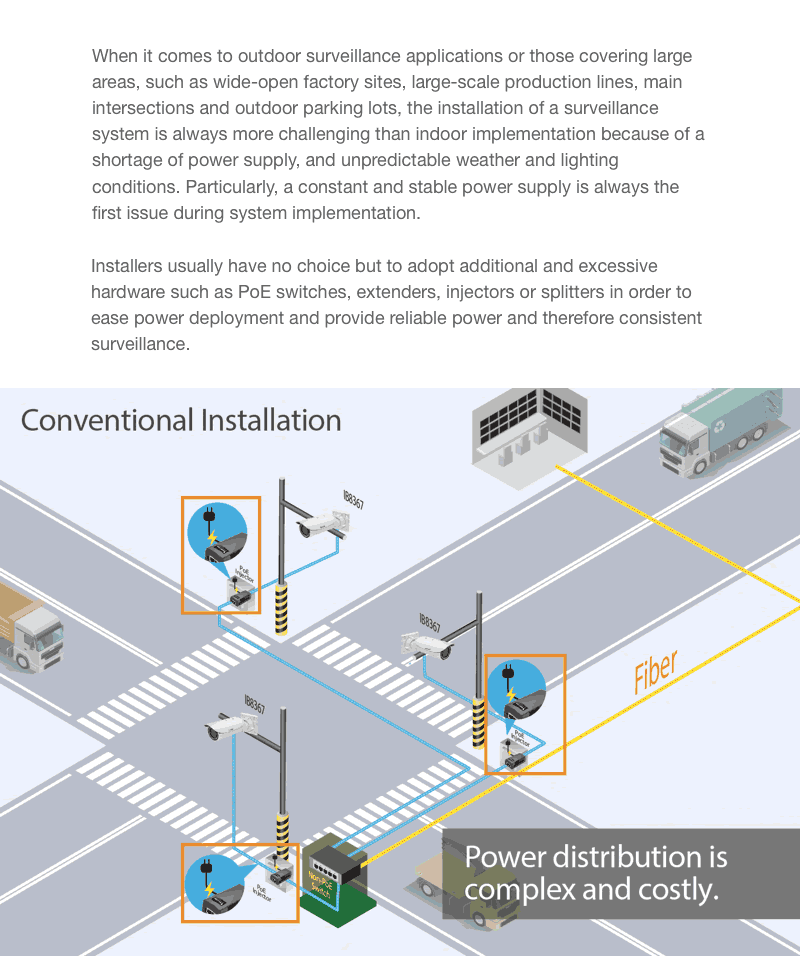 When it comes to outdoor surveillance applications or those covering large
areas, such as wide-open factory sites, large-scale production lines, main
intersections and outdoor parking lots, the installation of a surveillance
system is always more challenging than indoor implementation because of a
shortage of power supply, and unpredictable weather and lighting
conditions. Particularly, a constant and stable power supply is always the
first issue during system implementation.
Installers usually have no choice but to adopt additional and excessive
hardware such as PoE switches, extenders, injectors or splitters in order to
ease power deployment and provide reliable power and therefore consistent
surveillance.
Conventional Installation
IB8367
PoE
Injector
IB8367
Fiber
IB8367
PoE
Injector
Non-PoE
Switch
PoE
Injector
Power distribution is
complex and costly.